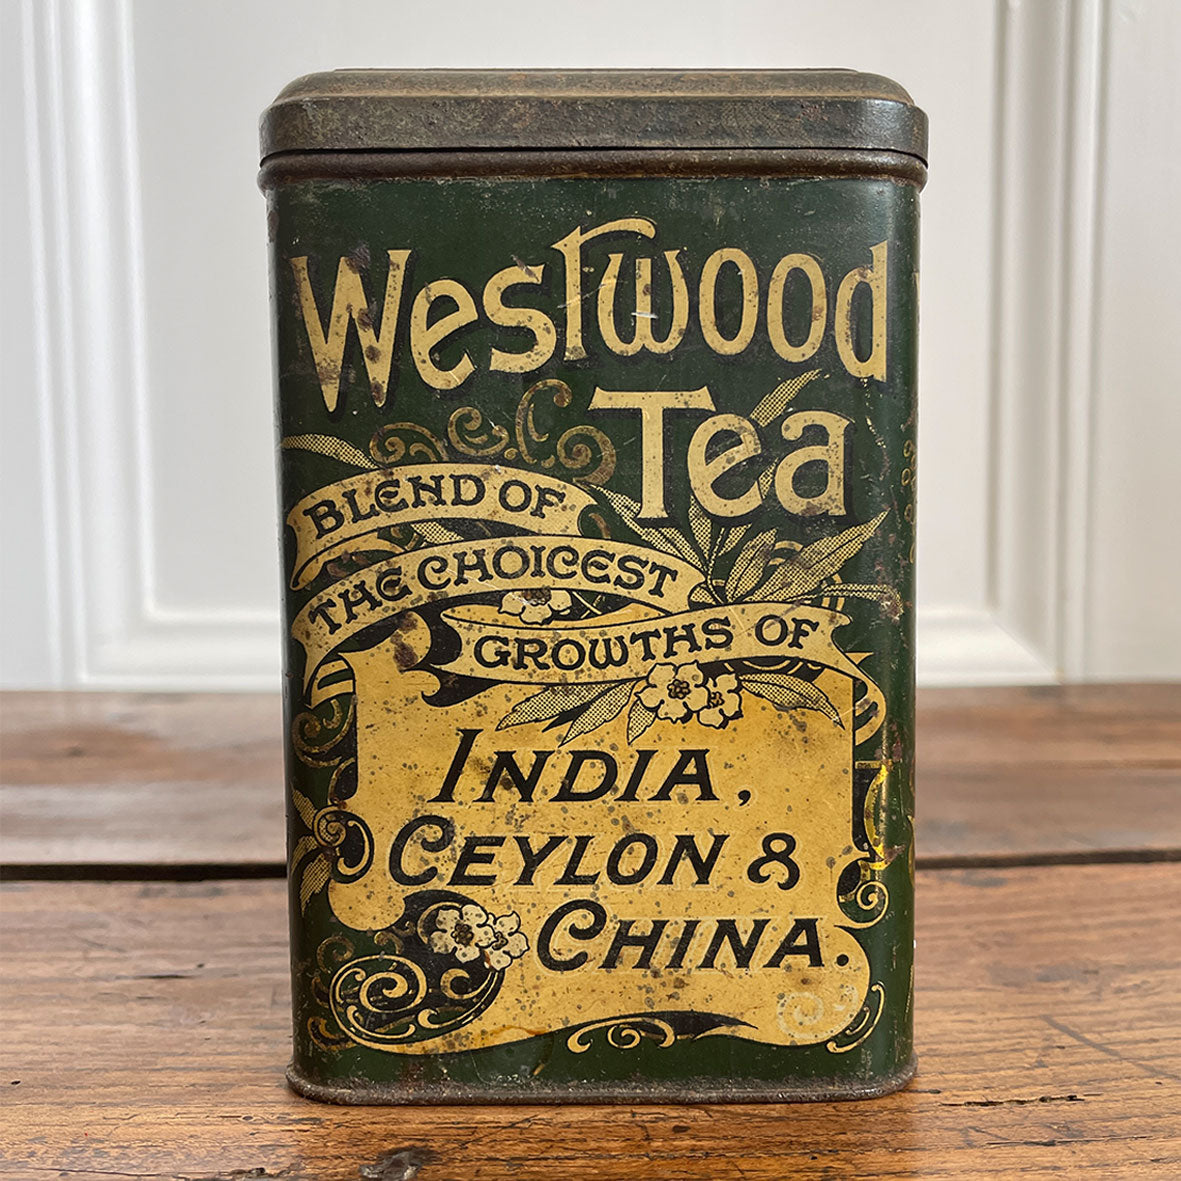 Westwood
Tea
BLEND OF
THE CHOICEST
GROWTHS OF
INDIA,
CEYLON &
CHINA.